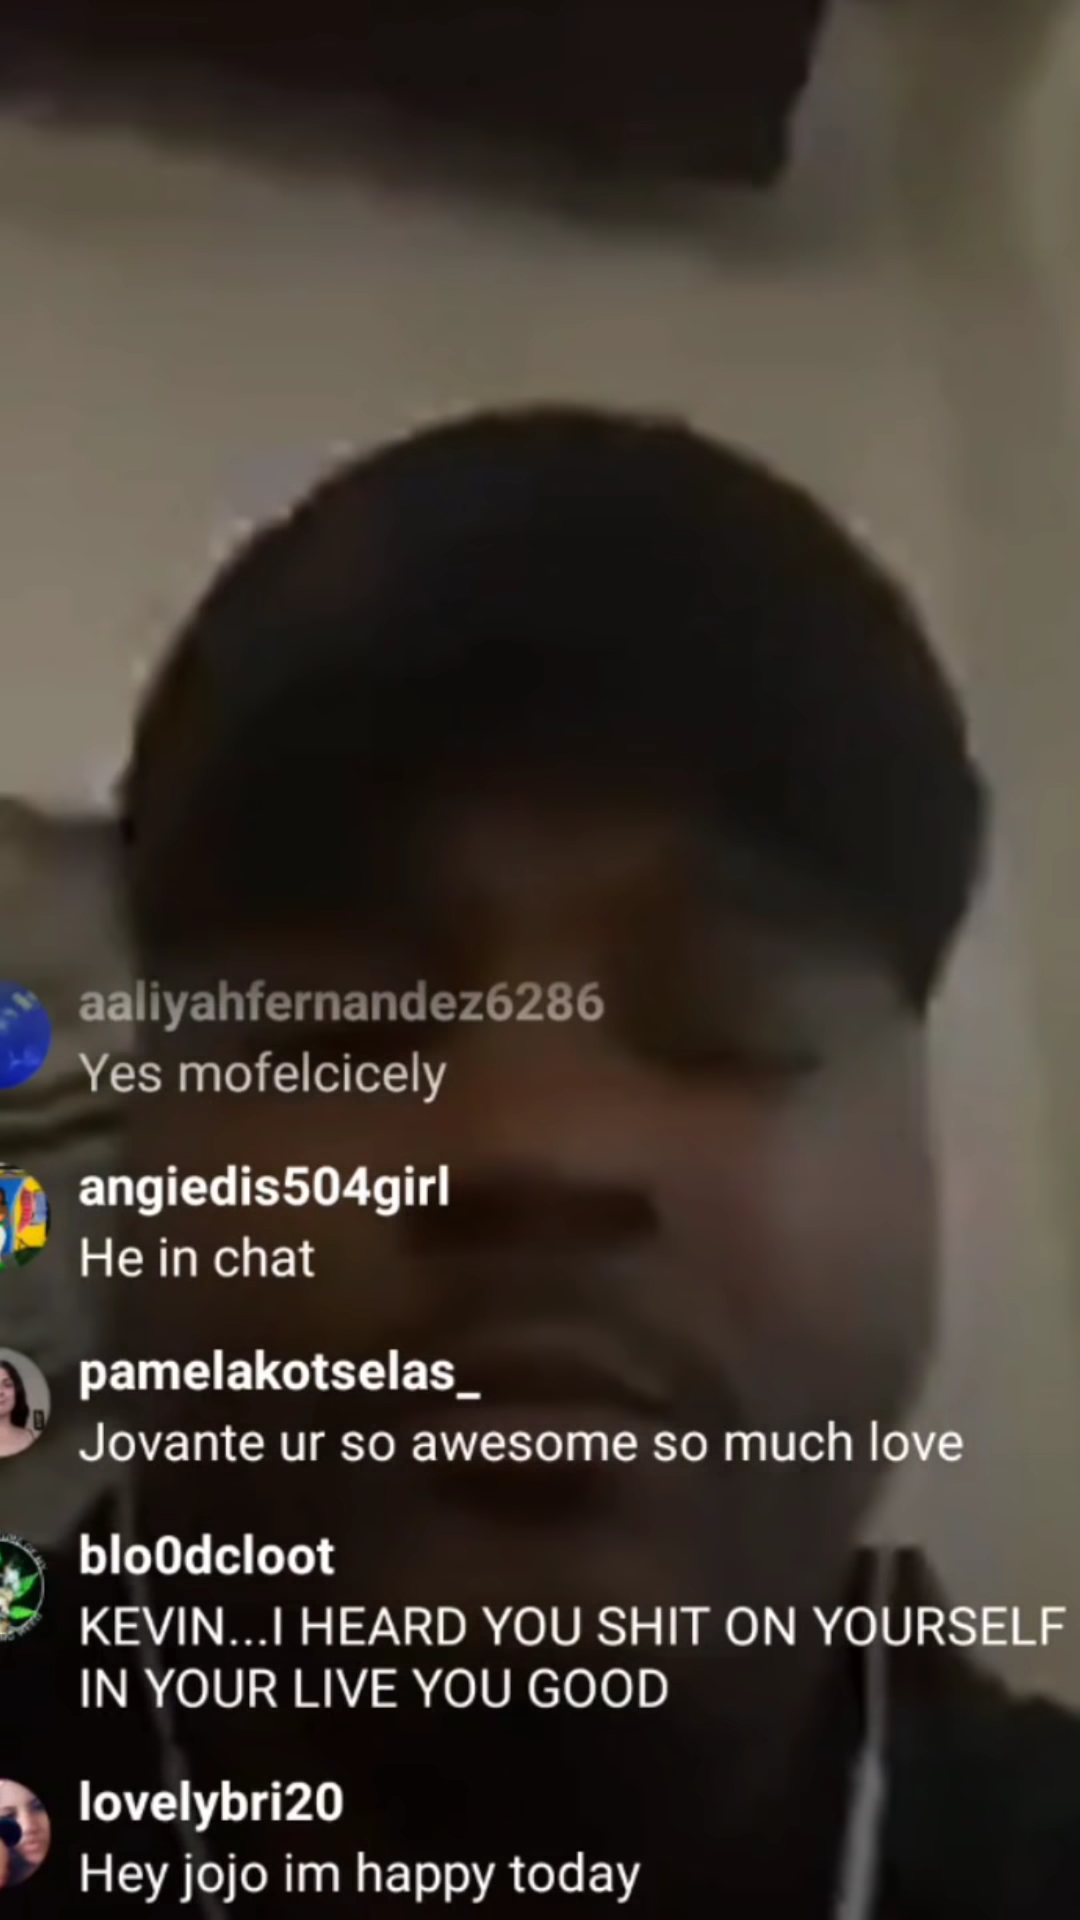 aaliyahfernandez6286
Yes mofelcicely
angiedis504girl
He in chat
pamelakotselas_
Jovante ur so awesome so much love
blo0dcloot
KEVIN...I HEARD YOU SHIT ON YOURSELF
IN YOUR LIVE YOU GOOD
lovelybri20
Hey jojo im happy today